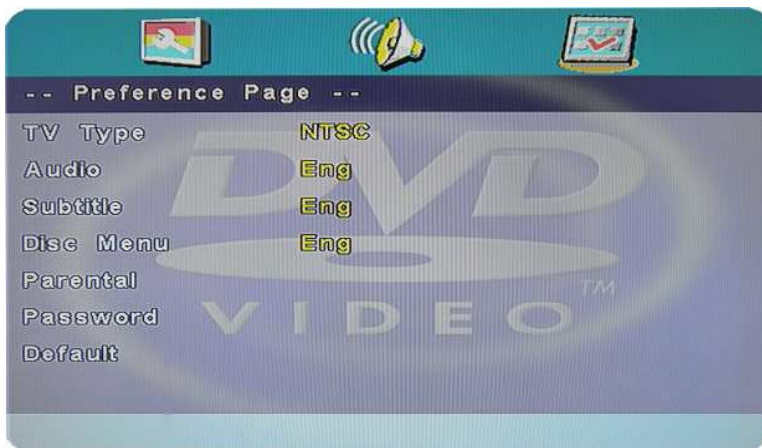 -- Preference Page --
TV Type NTSC
Audio Eng
Subtitle Eng
Disc Menu Eng
Parental
Password
Default
DVD
VIDEO
TM